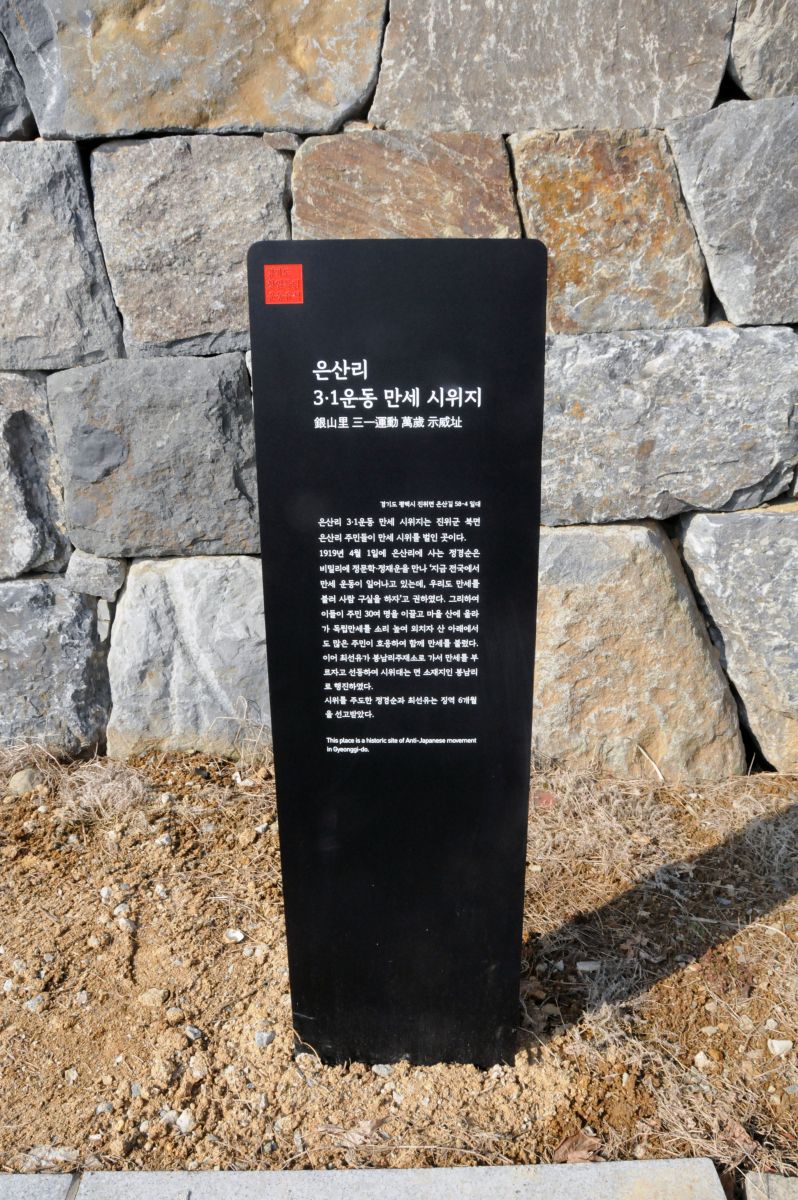 은산리
3·1운동 만세 시위지
銀山里 三一運動 萬歲 示威址
경기도 평택시 진위면 은산길 58-4 일대
은산리 3·1운동 만세 시위지는 진위군 북면
은산리 주민들이 만세 시위를 벌인 곳이다.
1919년 4월 1일에 은산리에 사는 정경순은
비밀리에 정문학·정재운을 만나 '지금 전국에서
만세 운동이 일어나고 있는데, 우리도 만세를
불러 사람 구실을 하자'고 권하였다. 그리하여
이들이 주민 30여 명을 이끌고 마을 산에 올라
가 독립만세를 소리 높여 외치자 산 아래에서
도 많은 주민이 호응하여 함께 만세를 불렀다.
이어 최선유가 봉남리주재소로 가서 만세를 부
르자고 선동하여 시위대는 면 소재지인 봉남리
로 행진하였다.
시위를 주도한 정경순과 최선유는 징역 6개월
을 선고받았다.
This place is a historic site of Anti-Japanese movement
in Gyeonggi-do.